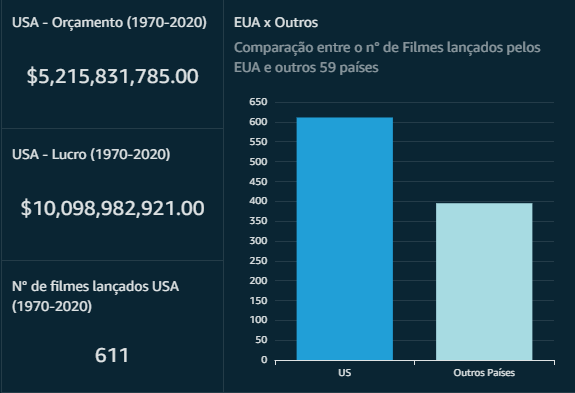 USA - Orçamento (1970-2020)
$5,215,831,785.00
USA - Lucro (1970-2020)
$10,098,982,921.00
N° de filmes lançados USA
(1970-2020)
611
EUA x Outros
Comparação entre o n° de Filmes lançados pelos
EUA e outros 59 países
650
600
550
500
450
400
350
300
250
200
150
100
50
0
US
Outros Países